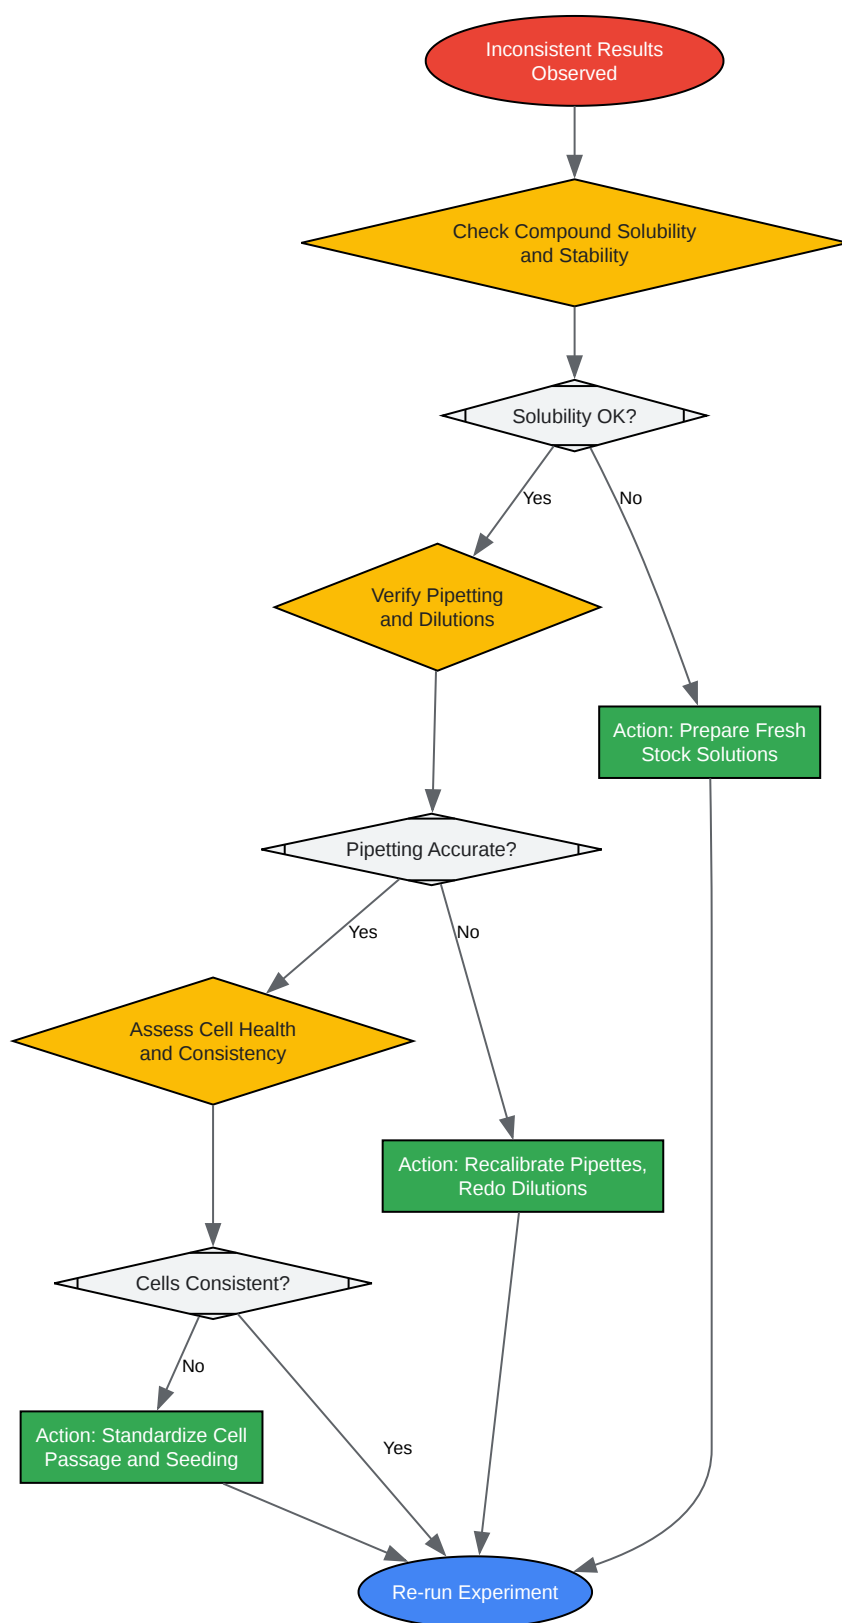 Inconsistent Results
Observed
Check Compound Solubility
and Stability
Solubility OK?
Yes
No
Verify Pipetting
and Dilutions
Action: Prepare Fresh
Stock Solutions
Pipetting Accurate?
Yes
No
Assess Cell Health
and Consistency
Action: Recalibrate Pipettes,
Redo Dilutions
Cells Consistent?
No
Yes
Action: Standardize Cell
Passage and Seeding
Re-run Experiment